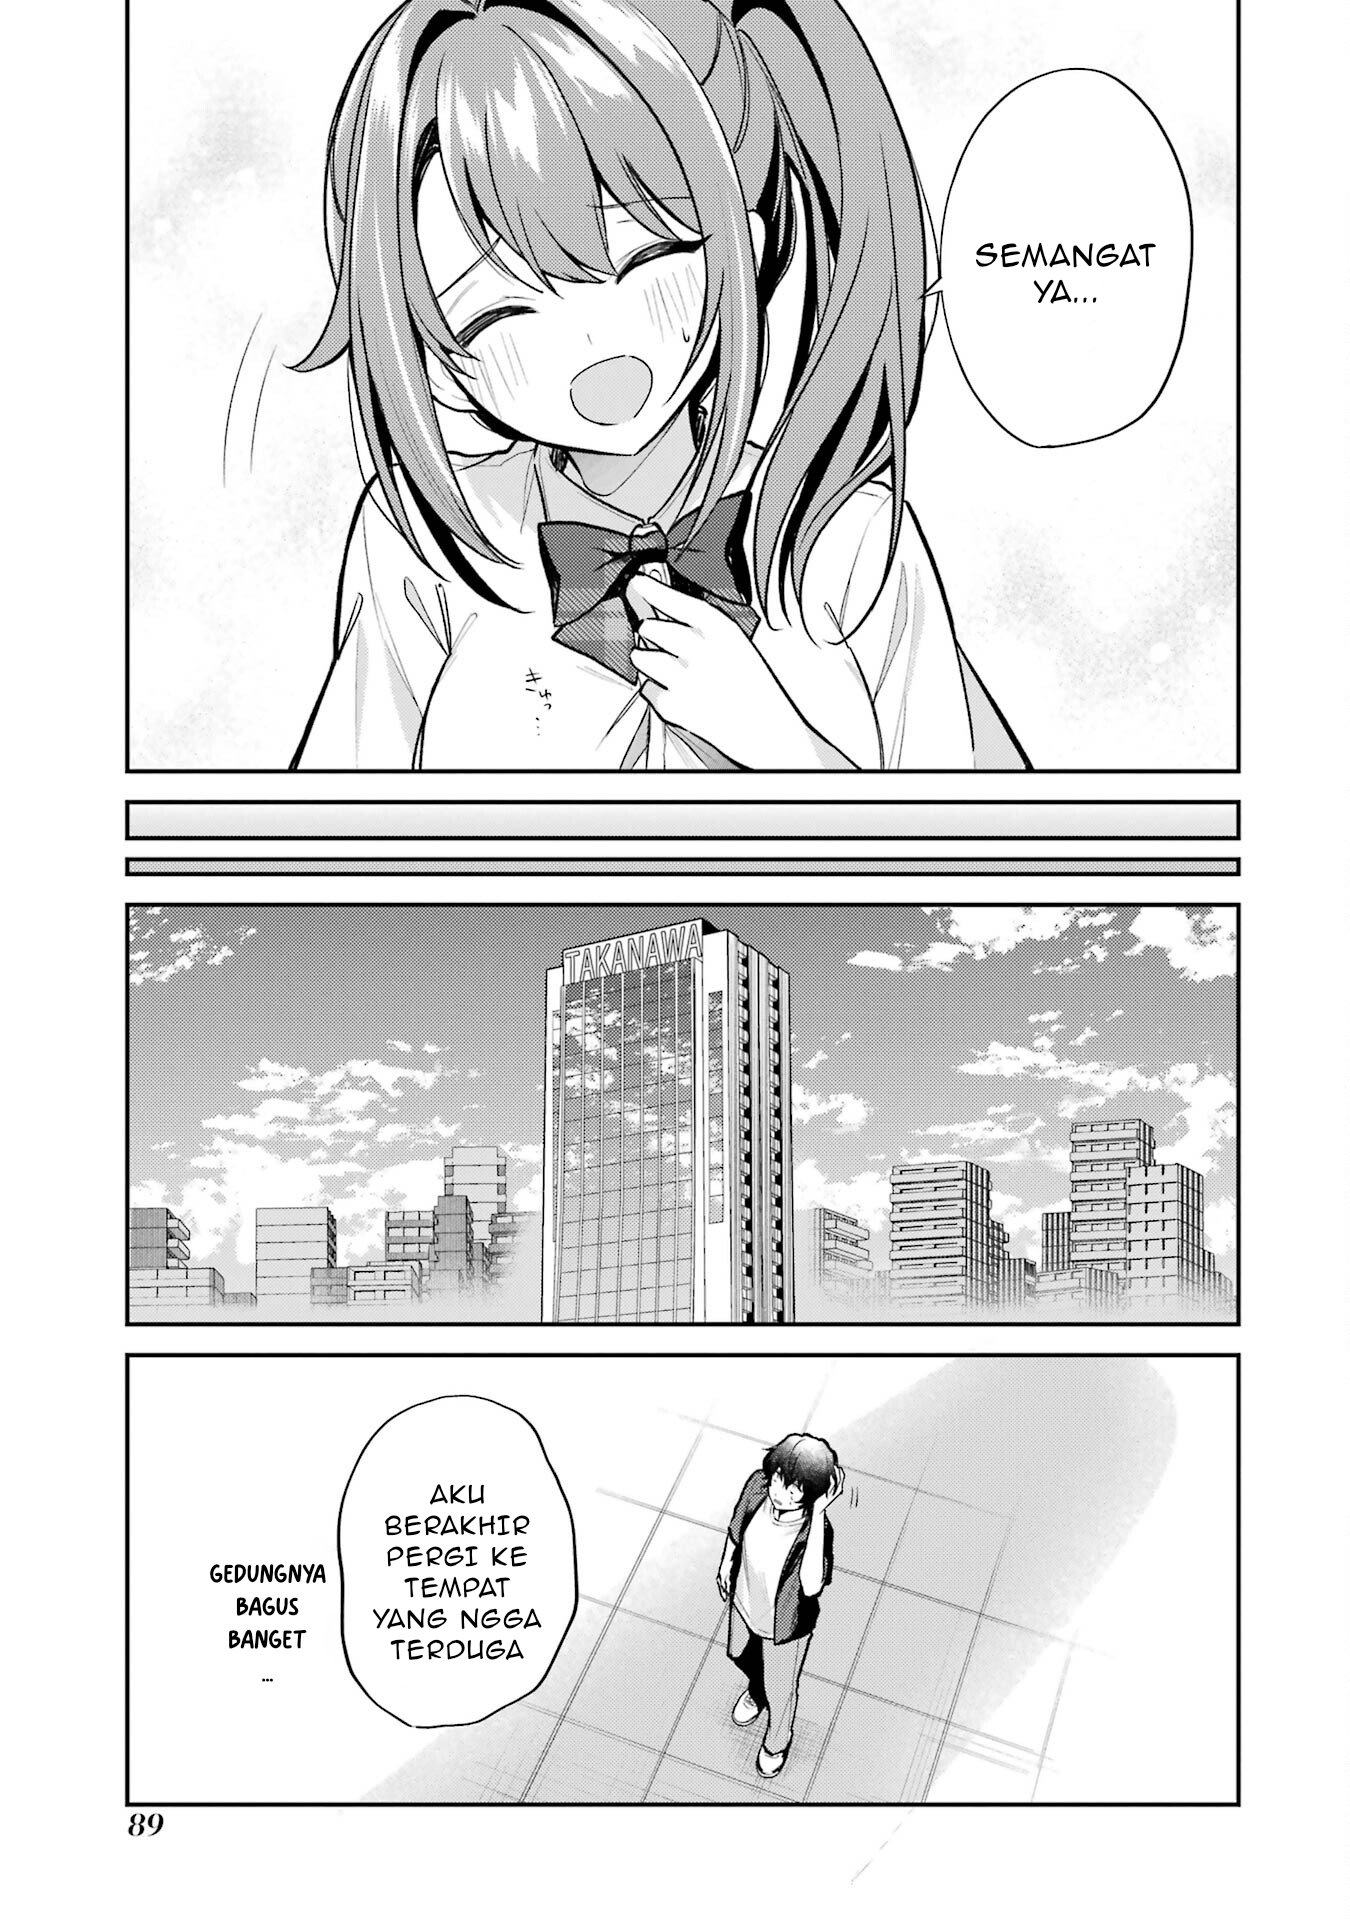 SEMANGAT
YA...
きゅっ...
TAKANAWA
AKU
BERAKHIR
PERGI KE
TEMPAT
YANG NGGA
TERDUGA
GEDUNGNYA
BAGUS
BANGET
...
89